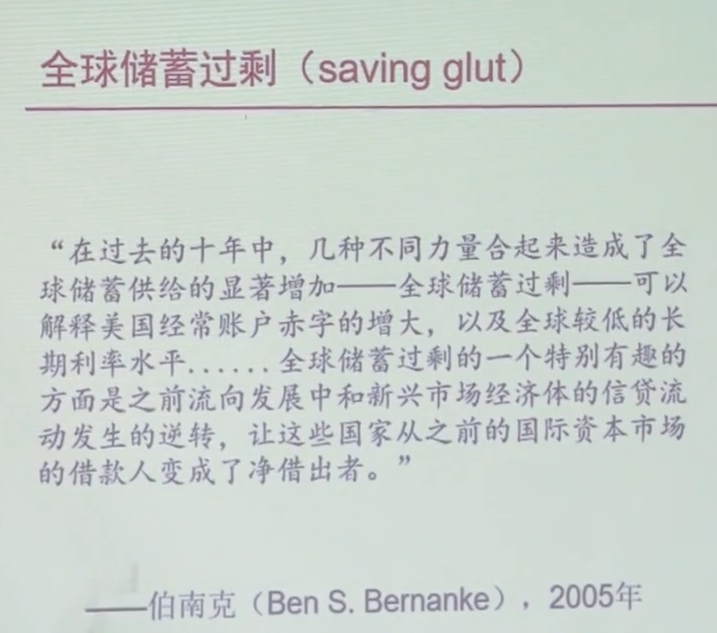 全球储蓄过剩（saving glut）
“在过去的十年中，几种不同力量合起来造成了全
球储蓄供给的显著增加——全球储蓄过剩——可以
解释美国经常账户赤字的增大，以及全球较低的长
期利率水平......全球储蓄过剩的一个特别有趣的
方面是之前流向发展中和新兴市场经济体的信贷流
动发生的逆转，让这些国家从之前的国际资本市场
的借款人变成了净借出者。”
——伯南克（Ben S. Bernanke），2005年